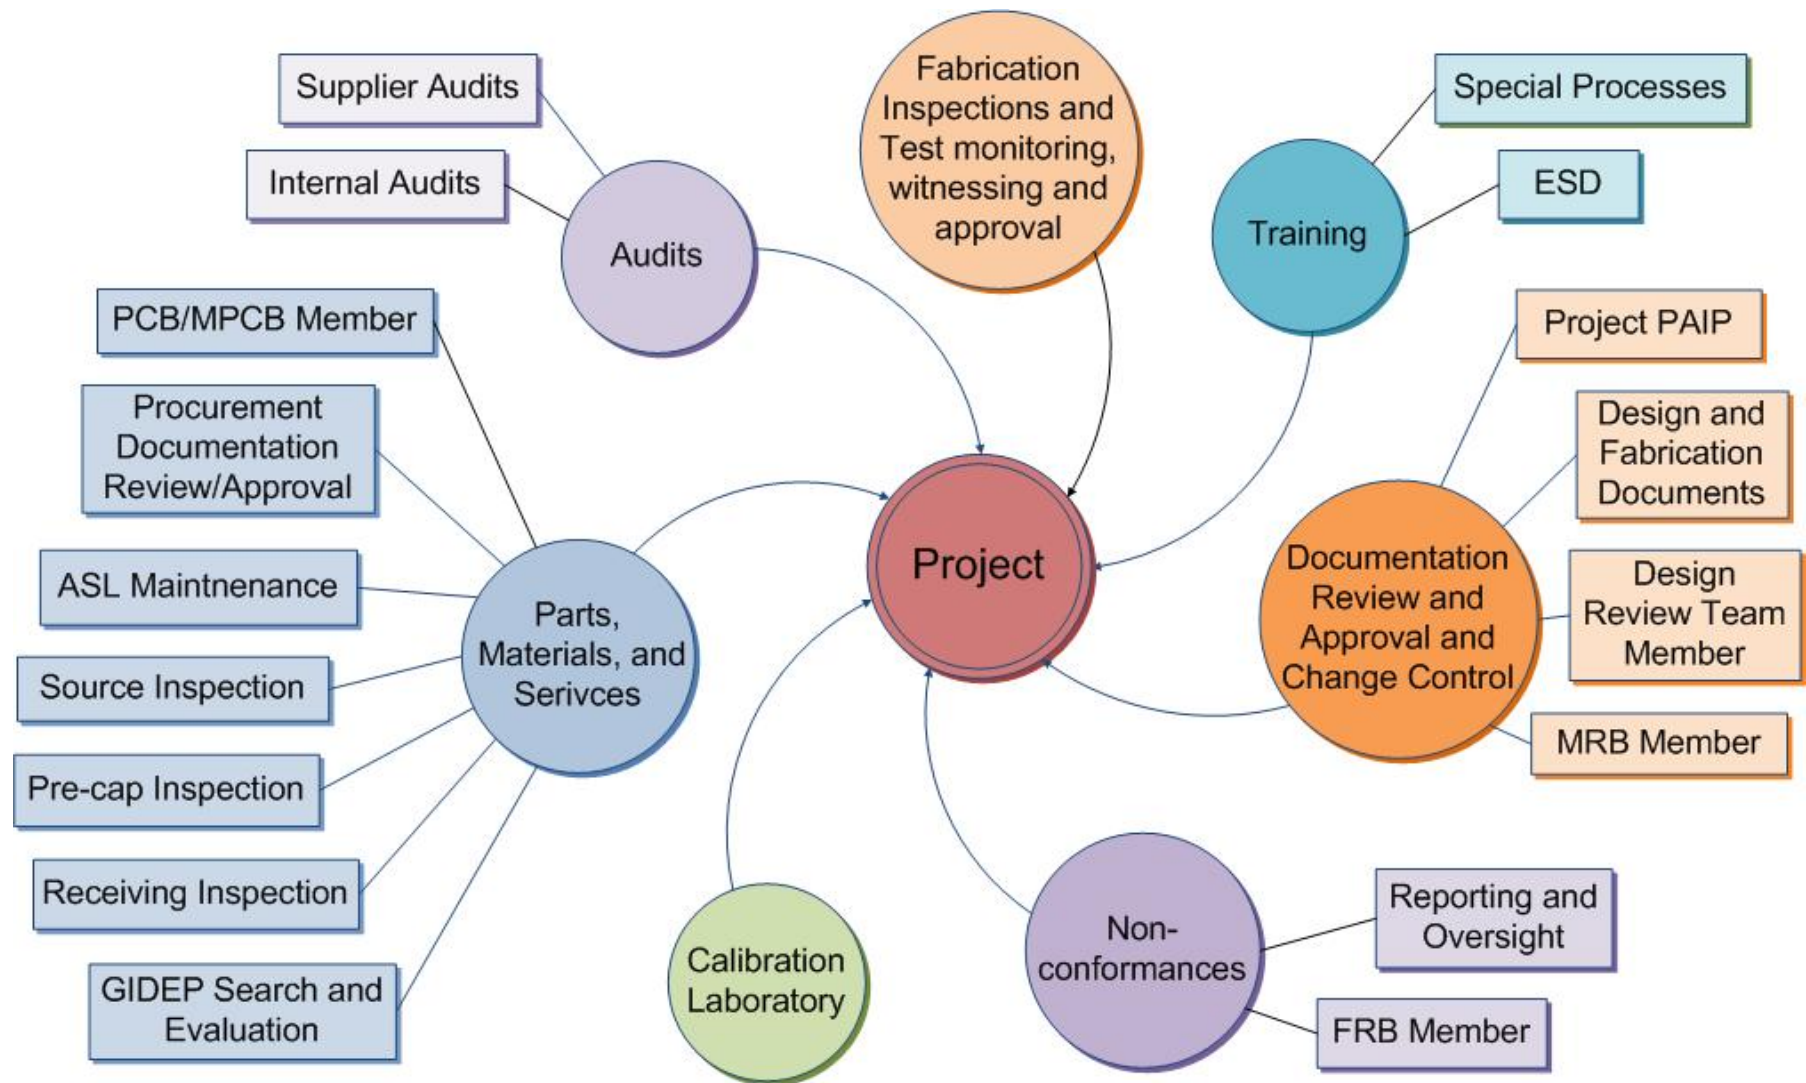 Supplier Audits
Internal Audits
Audits
Fabrication
Inspections and
Test monitoring,
witnessing and
approval
Special Processes
ESD
Training
PCB/MPCB Member
Procurement
Documentation
Review/Approval
ASL Maintnenance
Source Inspection
Pre-cap Inspection
Receiving Inspection
GIDEP Search and
Evaluation
Parts,
Materials, and
Serivces
Project
Project PAIP
Design and
Fabrication
Documents
Design
Review Team
Member
MRB Member
Documentation
Review and
Approval and
Change Control
Calibration
Laboratory
Non-
conformances
Reporting and
Oversight
FRB Member